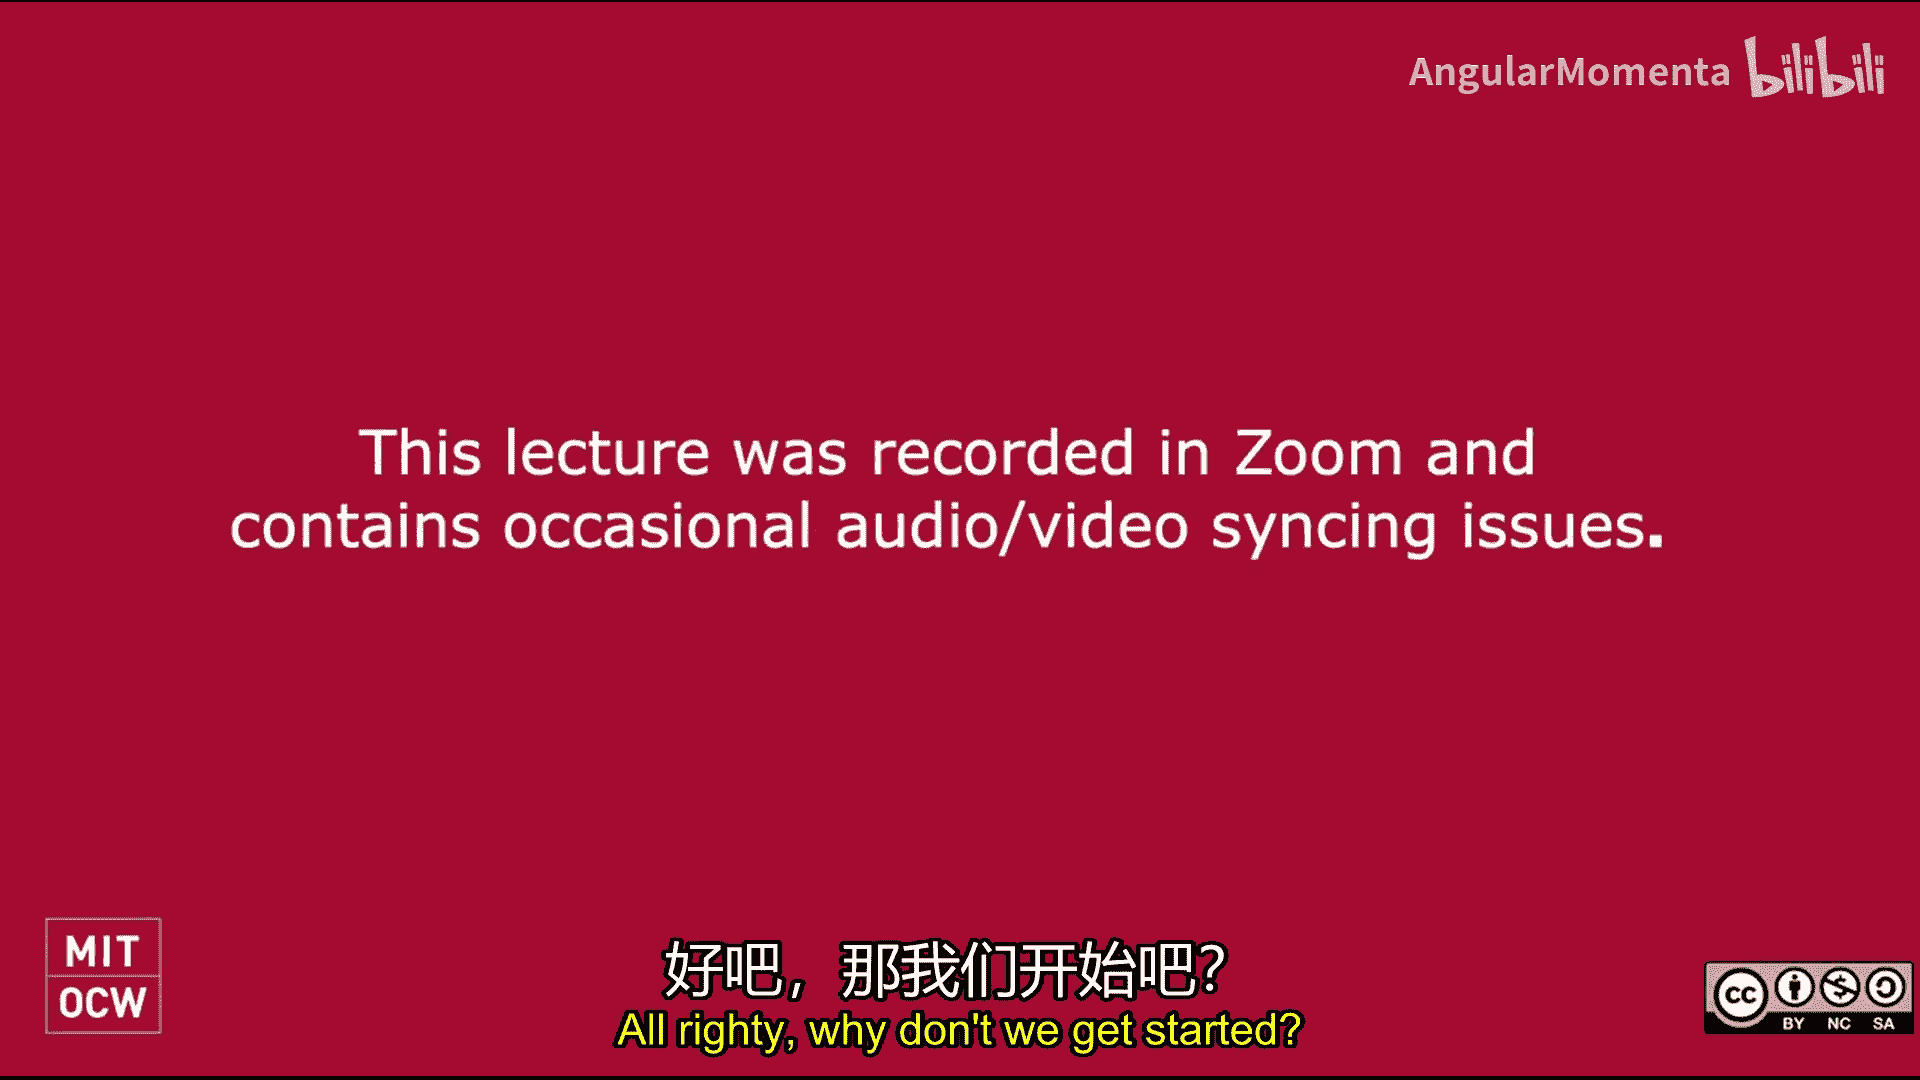 AngularMomenta bilibili
This lecture was recorded in Zoom and
contains occasional audio/video syncing issues.
MIT
OCW
好吧，那我们开始吧？
All righty, why don't we get started?
CC
BY NC SA